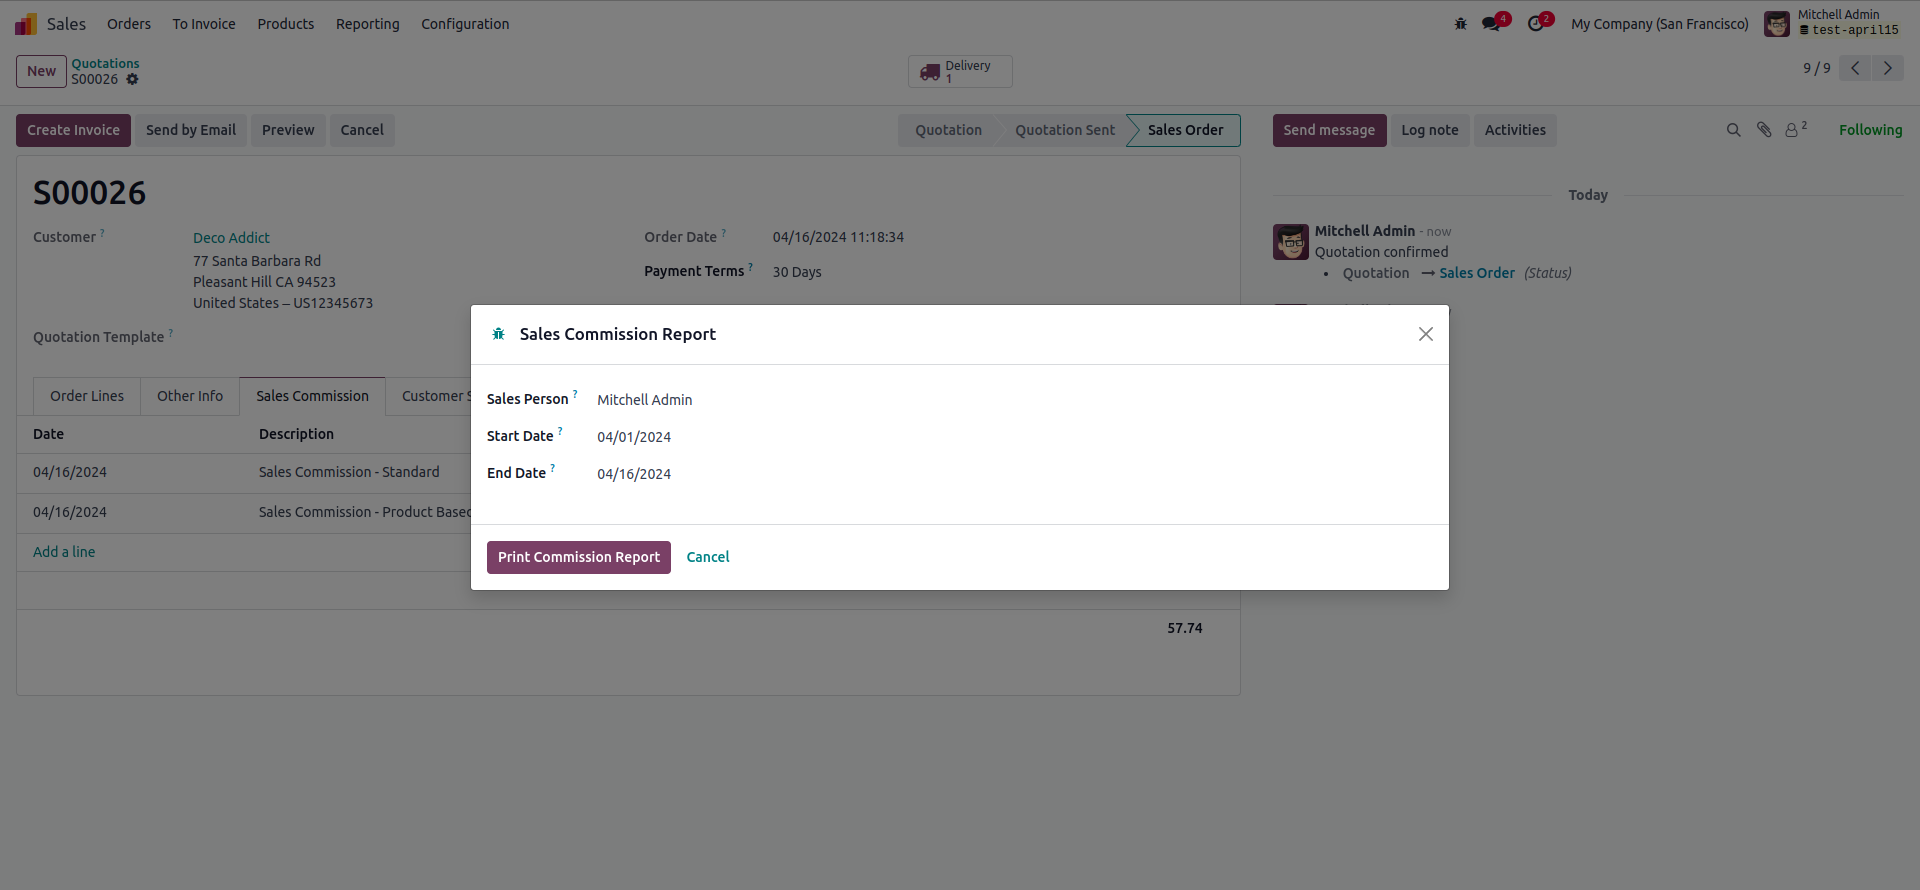 Sales Orders To Invoice Products Reporting Configuration 4 2 My Company (San Francisco) Mitchell Admin
test-april15
New Quotations
S00026
Delivery
1
9 / 9
Create Invoice Send by Email Preview Cancel Quotation Quotation Sent Sales Order Send message Log note Activities 2 Following
S00026
Customer ? Deco Addict
77 Santa Barbara Rd
Pleasant Hill CA 94523
United States – US12345673
Quotation Template ?
Order Date ? 04/16/2024 11:18:34
Payment Terms ? 30 Days
Today
Mitchell Admin - now
Quotation confirmed
• Quotation → Sales Order (Status)
Order Lines Other Info Sales Commission Customer S
Date Description
04/16/2024 Sales Commission - Standard
04/16/2024 Sales Commission - Product Based
Add a line
57.74
Sales Commission Report
Sales Person ? Mitchell Admin
Start Date ? 04/01/2024
End Date ? 04/16/2024
Print Commission Report Cancel